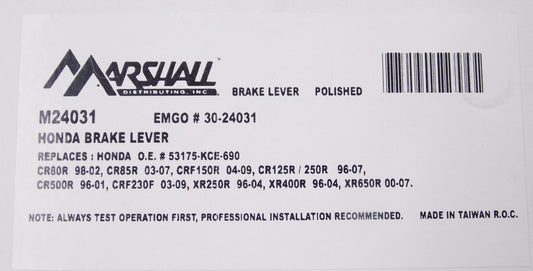 MARSHALL
DISTRIBUTING, INC.
BRAKE LEVER POLISHED
M24031 EMGO # 30-24031
HONDA BRAKE LEVER
REPLACES : HONDA O.E. # 53175-KCE-690
CR80R 98-02, CR85R 03-07, CRF150R 04-09, CR125R / 250R 96-07,
CR500R 96-01, CRF230F 03-09, XR250R 96-04, XR400R 96-04, XR650R 00-07.
NOTE: ALWAYS TEST OPERATION FIRST, PROFESSIONAL INSTALLATION RECOMMENDED. MADE IN TAIWAN R.O.C.